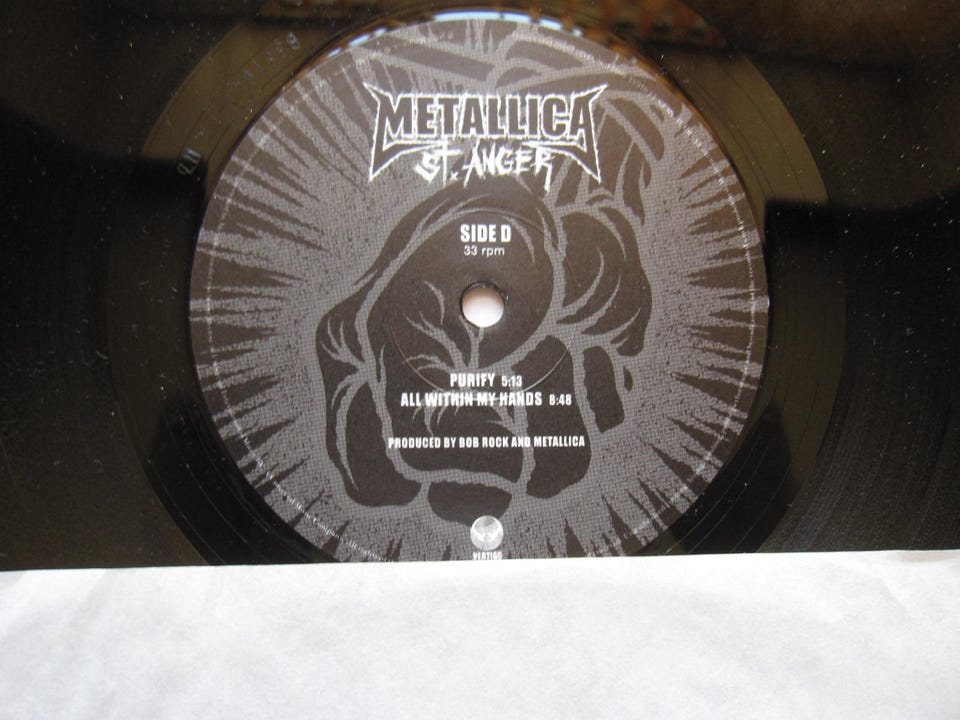 METALLICA
ST. ANGER
SIDE D
33 rpm
PURIFY 5:13
ALL WITHIN MY HANDS 8:48
PRODUCED BY BOB ROCK AND METALLICA
VERTIGO